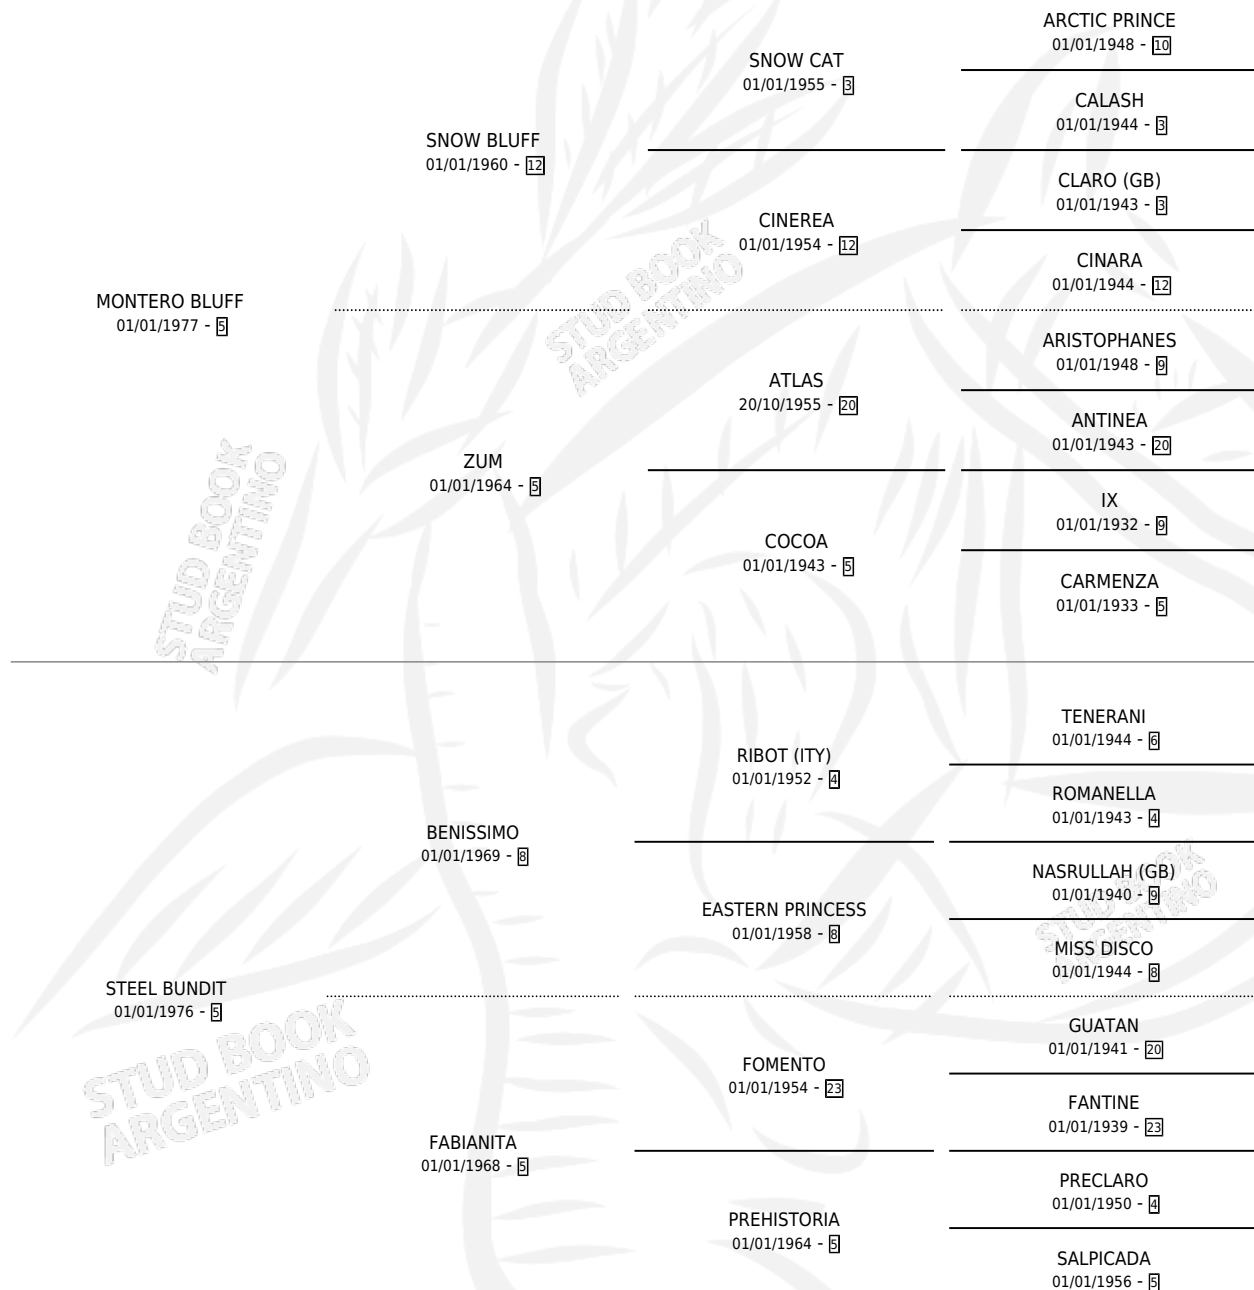 ARCTIC PRINCE
01/01/1948 - 10
SNOW CAT
01/01/1955 - 3
CALASH
01/01/1944 - 3
SNOW BLUFF
01/01/1960 - 12
CLARO (GB)
01/01/1943 - 3
CINEREA
01/01/1954 - 12
CINARA
01/01/1944 - 12
MONTERO BLUFF
01/01/1977 - 5
ARISTOPHANES
01/01/1948 - 9
ATLAS
20/10/1955 - 20
ANTINEA
01/01/1943 - 20
ZUM
01/01/1964 - 5
IX
01/01/1932 - 9
COCOA
01/01/1943 - 5
CARMENZA
01/01/1933 - 5
TENERANI
01/01/1944 - 6
RIBOT (ITY)
01/01/1952 - 4
ROMANELLA
01/01/1943 - 4
BENISSIMO
01/01/1969 - 8
NASRULLAH (GB)
01/01/1940 - 9
EASTERN PRINCESS
01/01/1958 - 8
MISS DISCO
01/01/1944 - 8
STEEL BUNDIT
01/01/1976 - 5
GUATAN
01/01/1941 - 20
FOMENTO
01/01/1954 - 23
FANTINE
01/01/1939 - 23
FABIANITA
01/01/1968 - 5
PRECLARO
01/01/1950 - 4
PREHISTORIA
01/01/1964 - 5
SALPICADA
01/01/1956 - 5
STUD BOOK
ARGENTINO
STUD BOOK
ARGENTINO
STUD BOOK
ARGENTINO
STUD BOOK
ARGENTINO